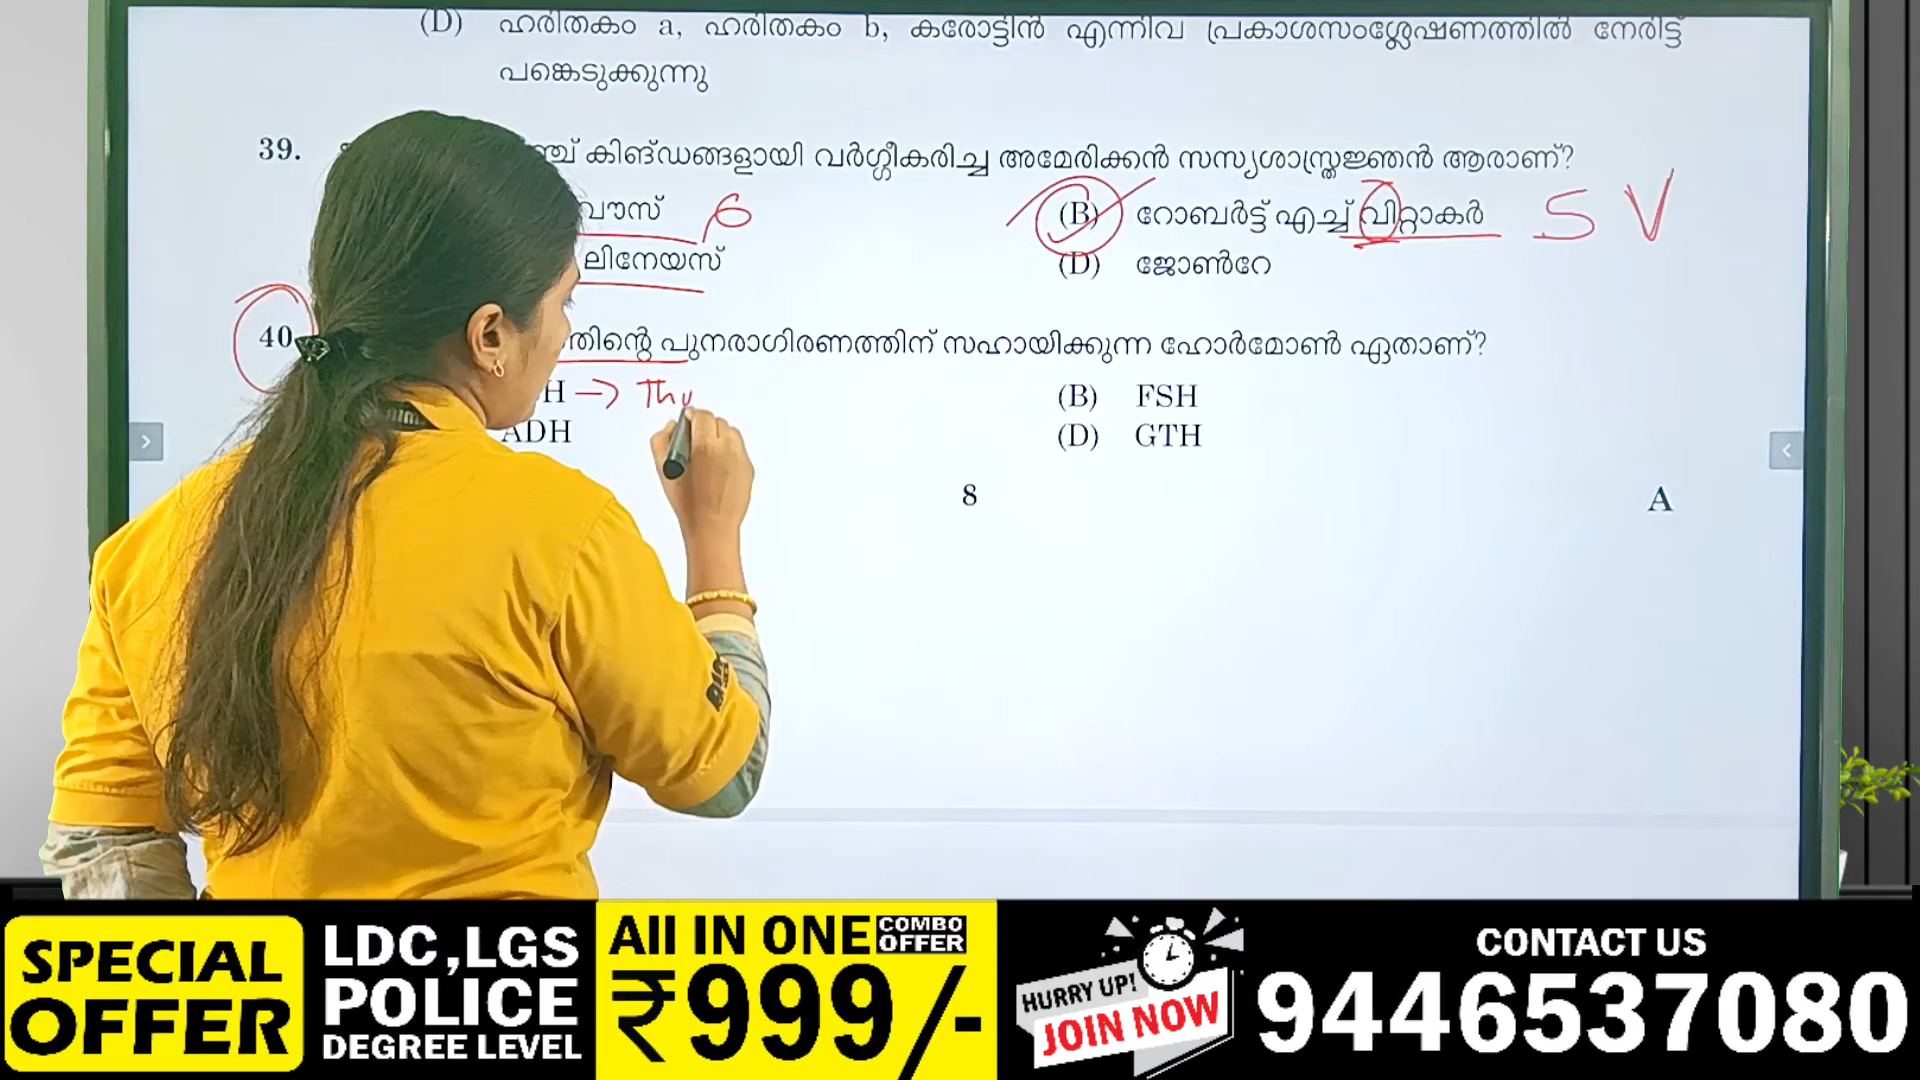 (D) ഹരിതകം a, ഹരിതകം b, കരോട്ടിൻ എന്നിവ പ്രകാശസംശ്ലേഷണത്തിൽ നേരിട്ട്
പങ്കെടുക്കുന്നു
39. കിങ്ഡങ്ങളായി വർഗ്ഗീകരിച്ച അമേരിക്കൻ സസ്യശാസ്ത്രജ്ഞൻ ആരാണ്?
വൗസ് 6 (B) റോബർട്ട് എച്ച് വിറ്റാകർ 5 V
ലിനേയസ് (D) ജോൺറേ
40 പുനരാഗിരണത്തിന് സഹായിക്കുന്ന ഹോർമോൺ ഏതാണ്?
H → Thy (B) FSH
ADH (D) GTH
8 A
SPECIAL OFFER
LDC,LGS
POLICE
DEGREE LEVEL
All IN ONE COMBO OFFER
₹999/-
HURRY UP!
JOIN NOW
CONTACT US
9446537080